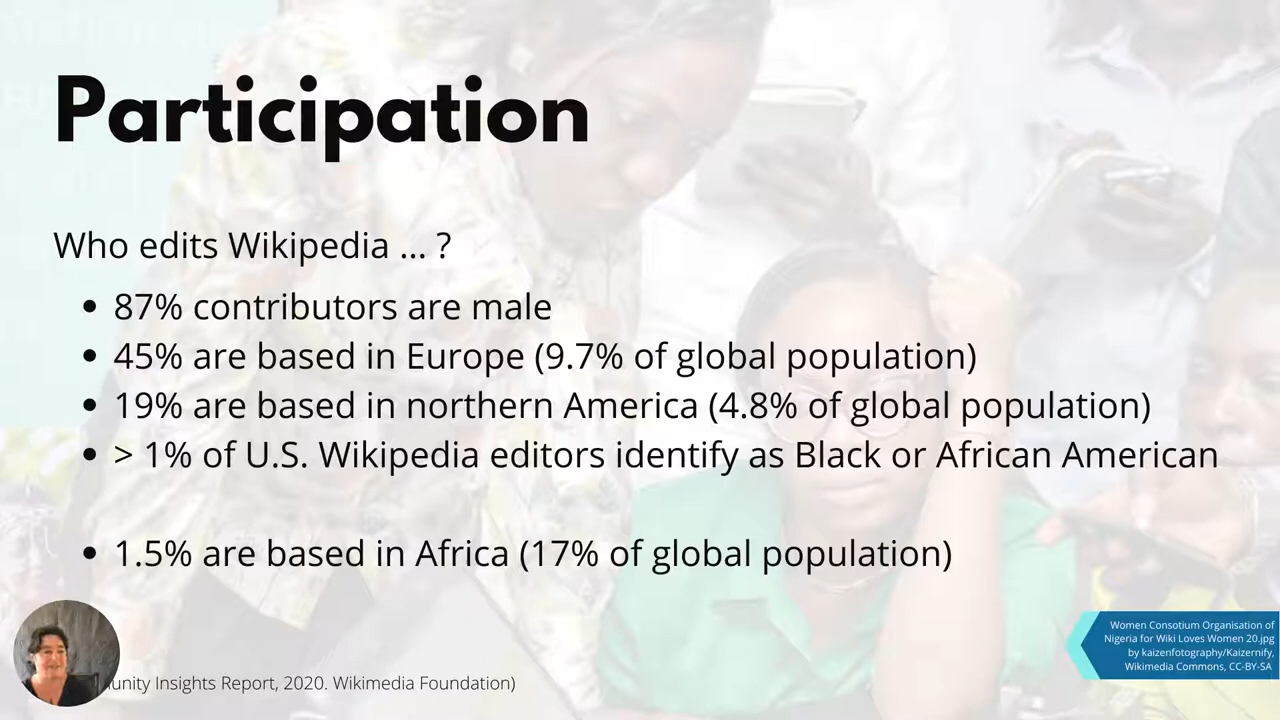 Participation
Who edits Wikipedia ... ?
• 87% contributors are male
• 45% are based in Europe (9.7% of global population)
• 19% are based in northern America (4.8% of global population)
• > 1% of U.S. Wikipedia editors identify as Black or African American
• 1.5% are based in Africa (17% of global population)
Women Consotium Organisation of
Nigeria for Wiki Loves Women 20.jpg
by kaizenfotography/Kaizernify,
Wikimedia Commons, CC-BY-SA
Insights Report, 2020. Wikimedia Foundation)